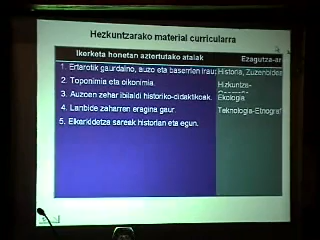 Hezkuntzarako material curricularra
Ikerketa honetan aztertutako atalak Ezagutza-ar
1. Ertarotik gaurdaino, auzo eta baserrien iraur Historia, Zuzenbidea
2. Toponimia eta oikonimia. Hizkuntza-
3. Auzoen zehar ibilaldi historiko-didaktikoak. Ekologia
4. Lanbide zaharren eragina gaur. Teknologia-Etnograf
5. Elkarkidetza sareak historian eta egun.